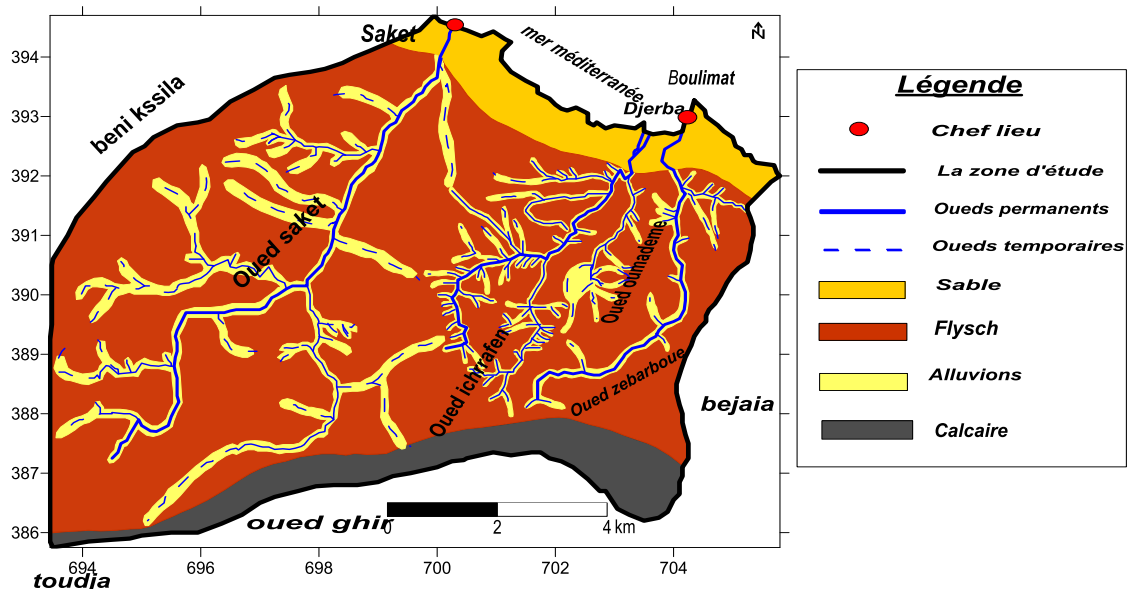 394
393
392
391
390
389
388
387
386
694
696
698
700
702
704
Saket
mer méditerranée
Boulimat
Djerba
N
beni kssila
Oued saket
Oued oumademe
Oued ichrrafen
Oued zebarboue
bejaia
oued ghir
toudja
0 2 4 km
Légende
Chef lieu
La zone d'étude
Oueds permanents
Oueds temporaires
Sable
Flysch
Alluvions
Calcaire